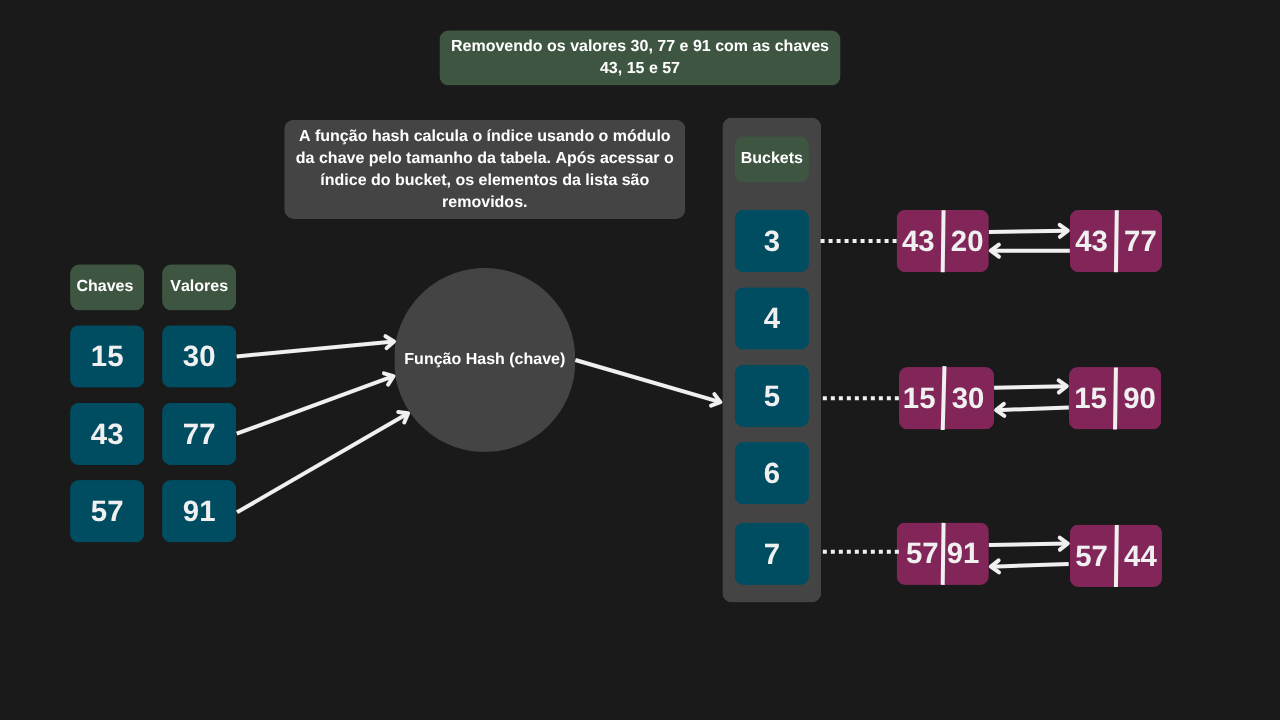 Removendo os valores 30, 77 e 91 com as chaves
43, 15 e 57
A função hash calcula o índice usando o módulo
da chave pelo tamanho da tabela. Após acessar o
índice do bucket, os elementos da lista são
removidos.
Buckets
3
43 20
43 77
4
5
15 30
15 90
6
7
57 91
57 44
Chaves Valores
15 30
43 77
57 91
Função Hash (chave)